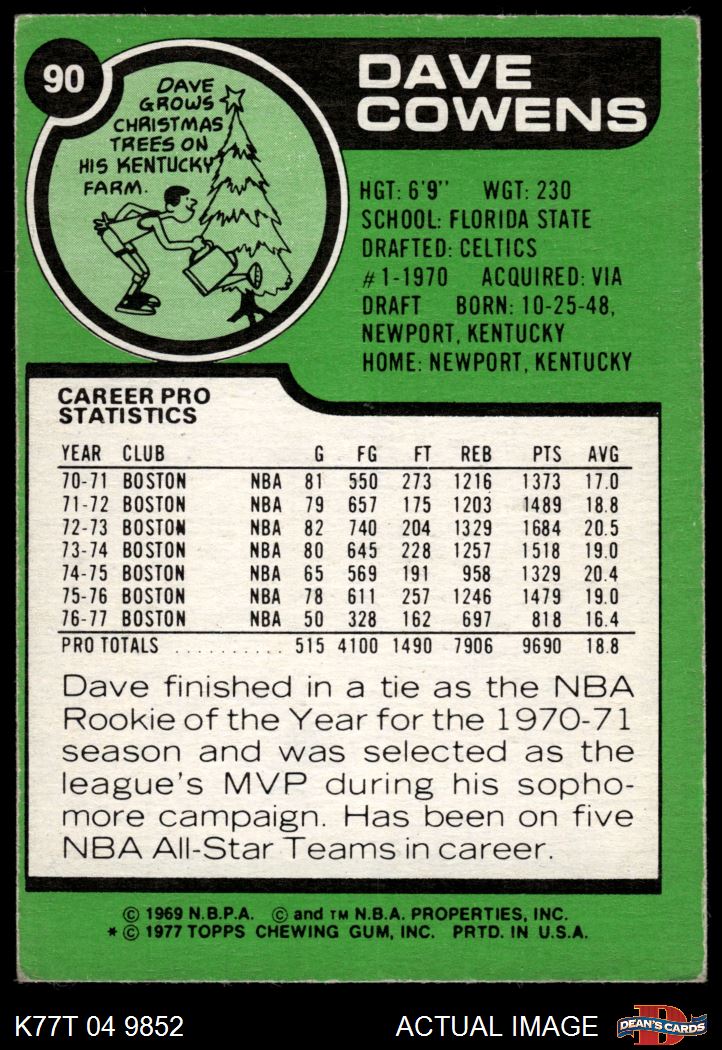 90
DAVE
GROWS
CHRISTMAS
TREES ON
HIS KENTUCKY
FARM.
DAVE
COWENS
HGT: 6'9" WGT: 230
SCHOOL: FLORIDA STATE
DRAFTED: CELTICS
#1-1970 ACQUIRED: VIA
DRAFT BORN: 10-25-48,
NEWPORT, KENTUCKY
HOME: NEWPORT, KENTUCKY
CAREER PRO
STATISTICS
YEAR CLUB G FG FT REB PTS AVG
70-71 BOSTON NBA 81 550 273 1216 1373 17.0
71-72 BOSTON NBA 79 657 175 1203 1489 18.8
72-73 BOSTON NBA 82 740 204 1329 1684 20.5
73-74 BOSTON NBA 80 645 228 1257 1518 19.0
74-75 BOSTON NBA 65 569 191 958 1329 20.4
75-76 BOSTON NBA 78 611 257 1246 1479 19.0
76-77 BOSTON NBA 50 328 162 697 818 16.4
PRO TOTALS .......... 515 4100 1490 7906 9690 18.8
Dave finished in a tie as the NBA
Rookie of the Year for the 1970-71
season and was selected as the
league's MVP during his sopho-
more campaign. Has been on five
NBA All-Star Teams in career.
© 1969 N.B.P.A. © and TM N.B.A. PROPERTIES, INC.
* © 1977 TOPPS CHEWING GUM, INC. PRTD. IN U.S.A.
K77T 04 9852 ACTUAL IMAGE
D
DEAN'S CARDS